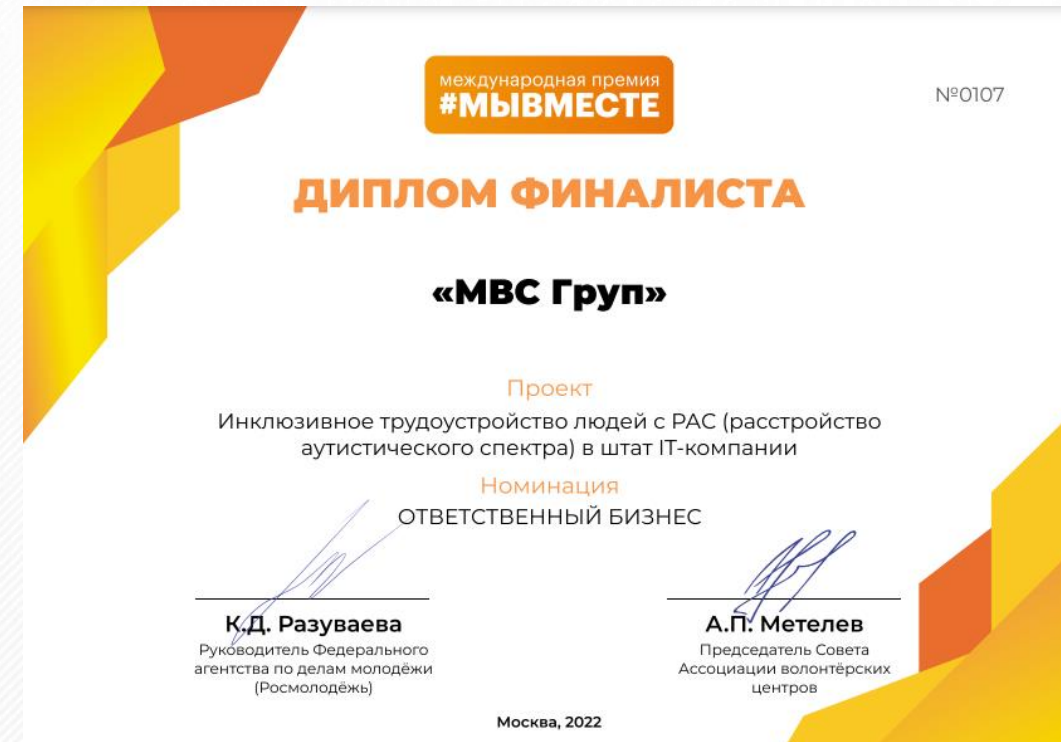 международная премия
#МЫВМЕСТЕ
№0107
ДИПЛОМ ФИНАЛИСТА
«МВС Груп»
Проект
Инклюзивное трудоустройство людей с РАС (расстройство
аутистического спектра) в штат IT-компании
Номинация
ОТВЕТСТВЕННЫЙ БИЗНЕС
К.Д. Разуваева
Руководитель Федерального
агентства по делам молодёжи
(Росмолодёжь)
А.П. Метелев
Председатель Совета
Ассоциации волонтёрских
центров
Москва, 2022